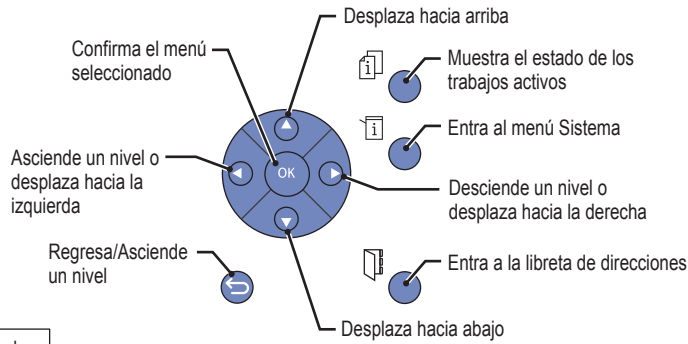 Desplaza hacia arriba
Confirma el menú
seleccionado
Muestra el estado de los
trabajos activos
Entra al menú Sistema
Asciende un nivel o
desplaza hacia la
izquierda
OK
Desciende un nivel o
desplaza hacia la derecha
Regresa/Asciende
un nivel
Entra a la libreta de direcciones
Desplaza hacia abajo